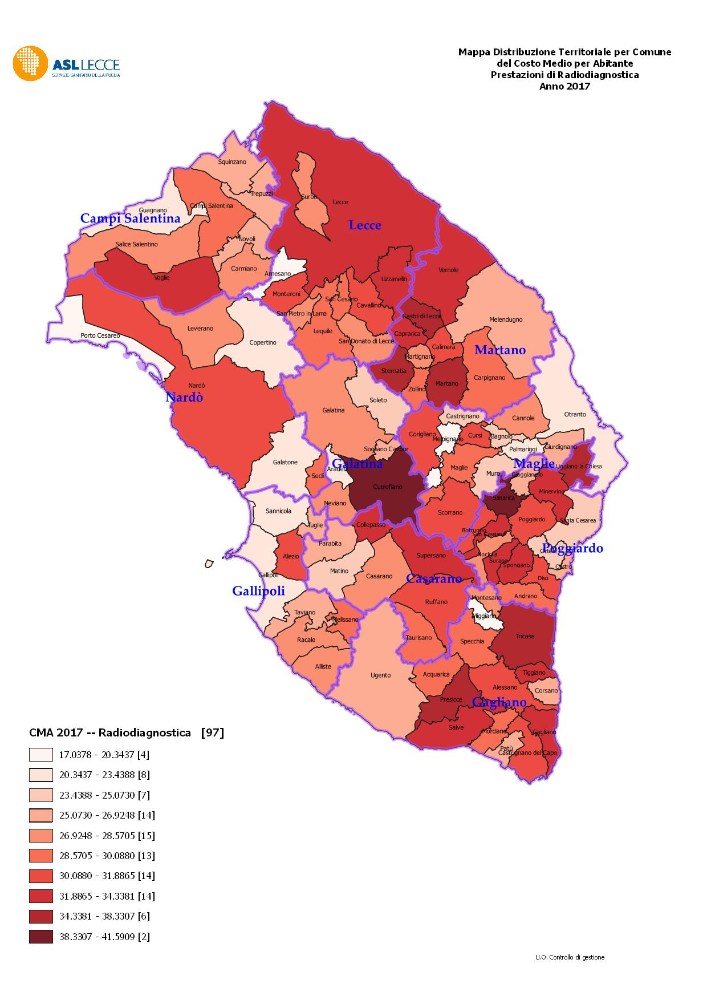 ASL LECCE
SERVIZIO SANITARIO DELLA PUGLIA
Mappa Distribuzione Territoriale per Comune
del Costo Medio per Abitante
Prestazioni di Radiodiagnostica
Anno 2017
Squinzano
Trepuzzi
Surbo
Lecce
Campi Salentina
Guagnano
Campi Salentina
Lecce
Novoli
Salice Salentino
Carmiano
Arnesano
Vernole
Veglie
Lizzanello
Monteroni
San Cesario
Cavallino
San Pietro in Lama
Castri di Lecce
Melendugno
Leverano
Porto Cesareo
Lequile
Caprarica
Copertino
San Donato di Lecce
Calimera
Martano
Martignano
Sternatia
Carpignano
Martano
Zollino
Nardò
Nardò
Soleto
Galatina
Castrignano
Cannole
Otranto
Corigliano
Melpignano
Cursi
Bagnolo
Sogliano Cavour
Palmariggi
Giurdignano
Galatone
Galatina
Aradeo
Maglie
Maglie
Uggiano la Chiesa
Secli
Muro
Giuggianello
Cutrofiano
Minervino
Sanarica
Neviano
Sannicola
Scorrano
Poggiardo
Santa Cesarea
Tuglie
Collepasso
Botrugno
San Cassiano
Parabita
Ortelle
Poggiardo
Alezio
Supersano
Nociglia
Surano
Spongano
Castro
Matino
Gallipoli
Casarano
Casarano
Diso
Gallipoli
Andrano
Montesano
Ruffano
Taviano
Melissano
Miggiano
Racale
Taurisano
Specchia
Tricase
Alliste
Ugento
Acquarica
Tiggiano
Alessano
Corsano
Presicce
Gagliano
Salve
Morciano
Gagliano
Patù
Castrignano del Capo
CMA 2017 -- Radiodiagnostica [97]
17.0378 - 20.3437 [4]
20.3437 - 23.4388 [8]
23.4388 - 25.0730 [7]
25.0730 - 26.9248 [14]
26.9248 - 28.5705 [15]
28.5705 - 30.0880 [13]
30.0880 - 31.8865 [14]
31.8865 - 34.3381 [14]
34.3381 - 38.3307 [6]
38.3307 - 41.5909 [2]
U.O. Controllo di gestione